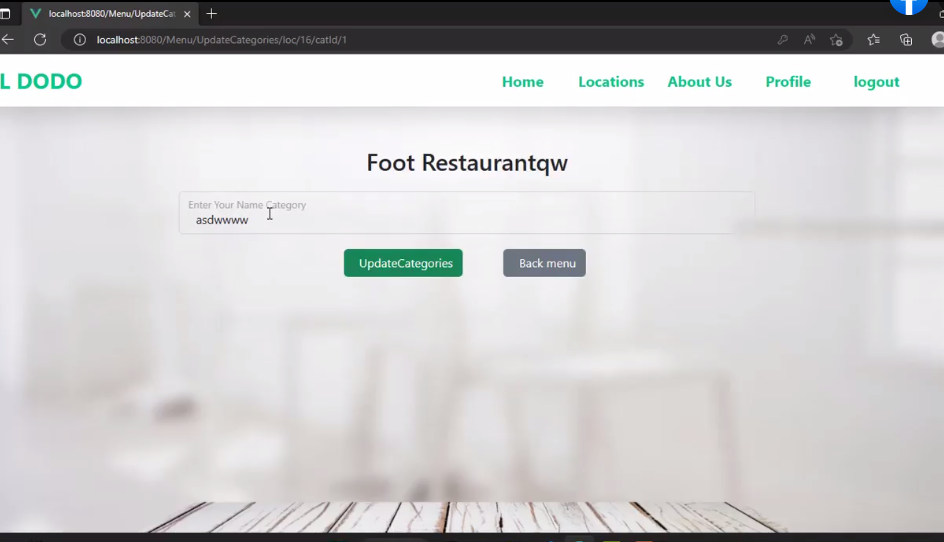 localhost:8080/Menu/UpdateCa
localhost:8080/Menu/UpdateCategories/loc/16/catId/1
L DODO
Home Locations About Us Profile logout
Foot Restaurantqw
Enter Your Name Category
asdwwww
UpdateCategories Back menu